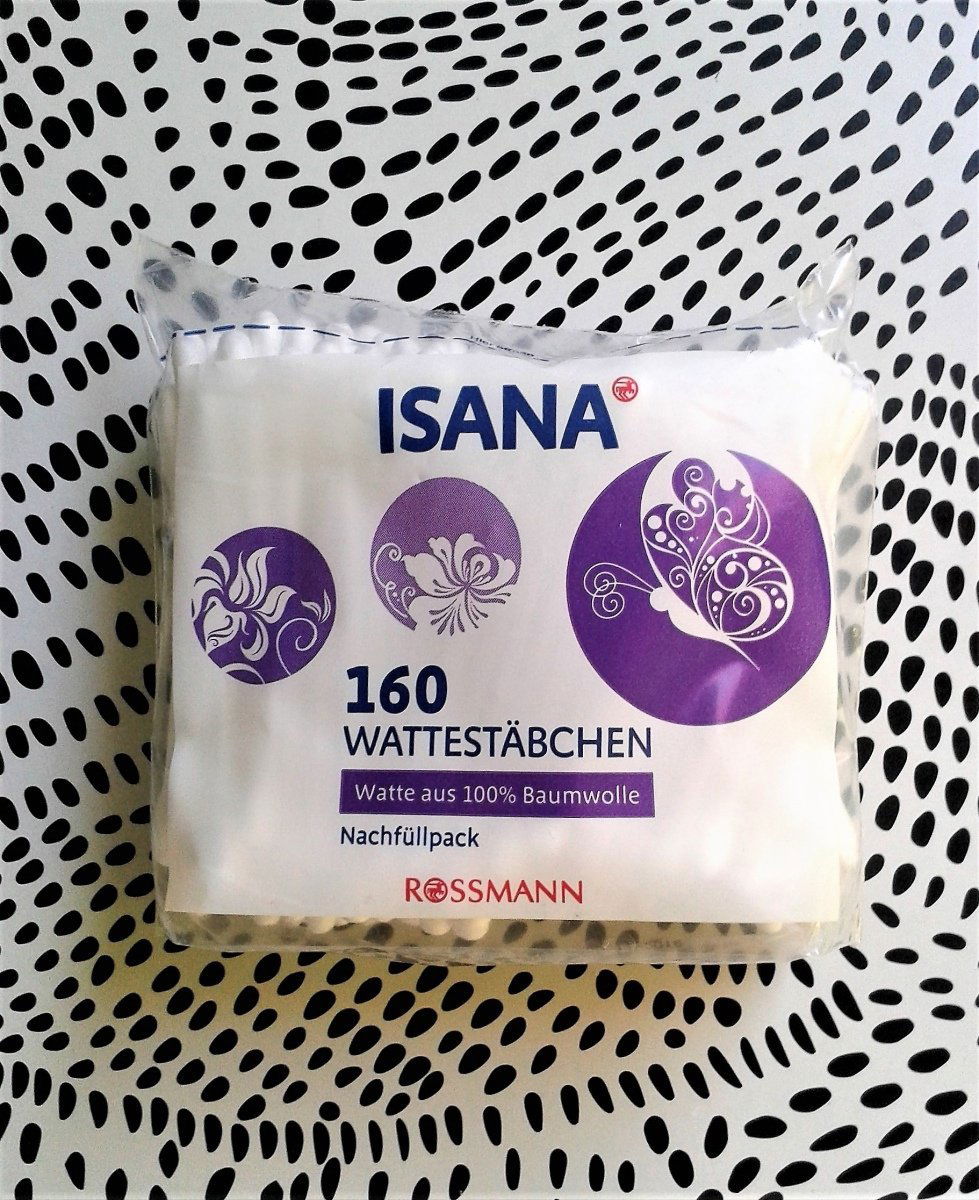 ISANA
160
WATTESTÄBCHEN
Watte aus 100% Baumwolle
Nachfüllpack
ROSSMANN